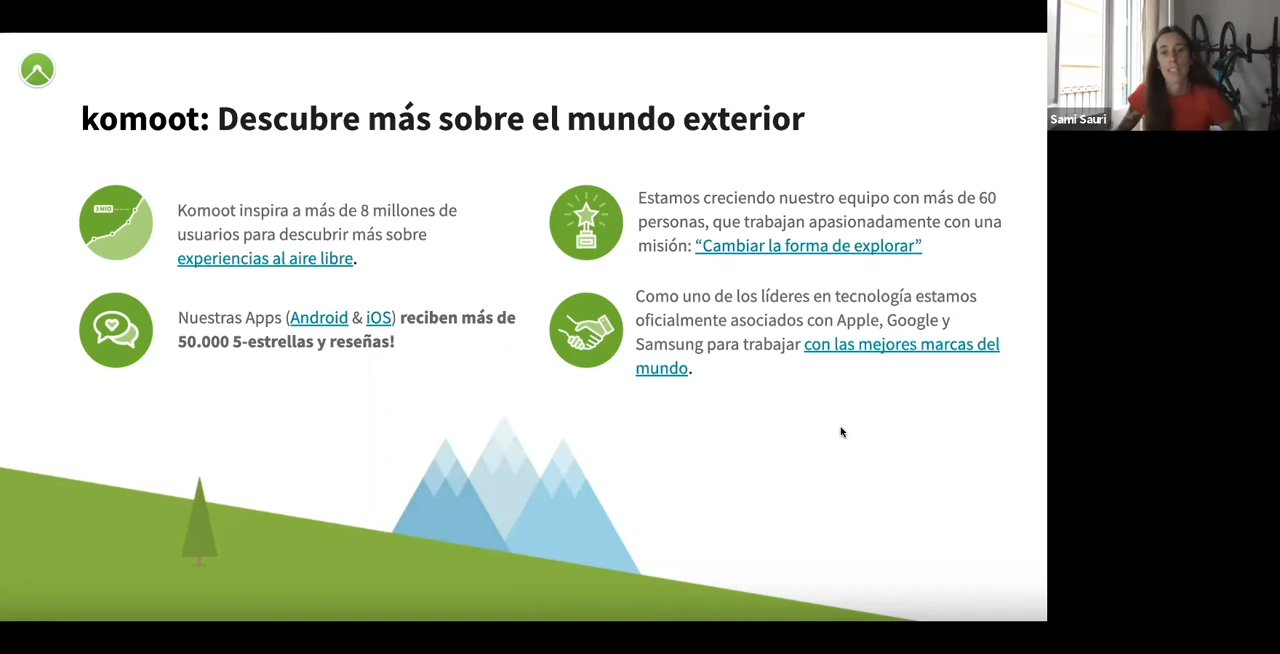 komoot: Descubre más sobre el mundo exterior
Komoot inspira a más de 8 millones de
usuarios para descubrir más sobre
experiencias al aire libre.
Nuestras Apps (Android & iOS) reciben más de
50.000 5-estrellas y reseñas!
Estamos creciendo nuestro equipo con más de 60
personas, que trabajan apasionadamente con una
misión: “Cambiar la forma de explorar”
Como uno de los líderes en tecnología estamos
oficialmente asociados con Apple, Google y
Samsung para trabajar con las mejores marcas del
mundo.
Sami Sauri